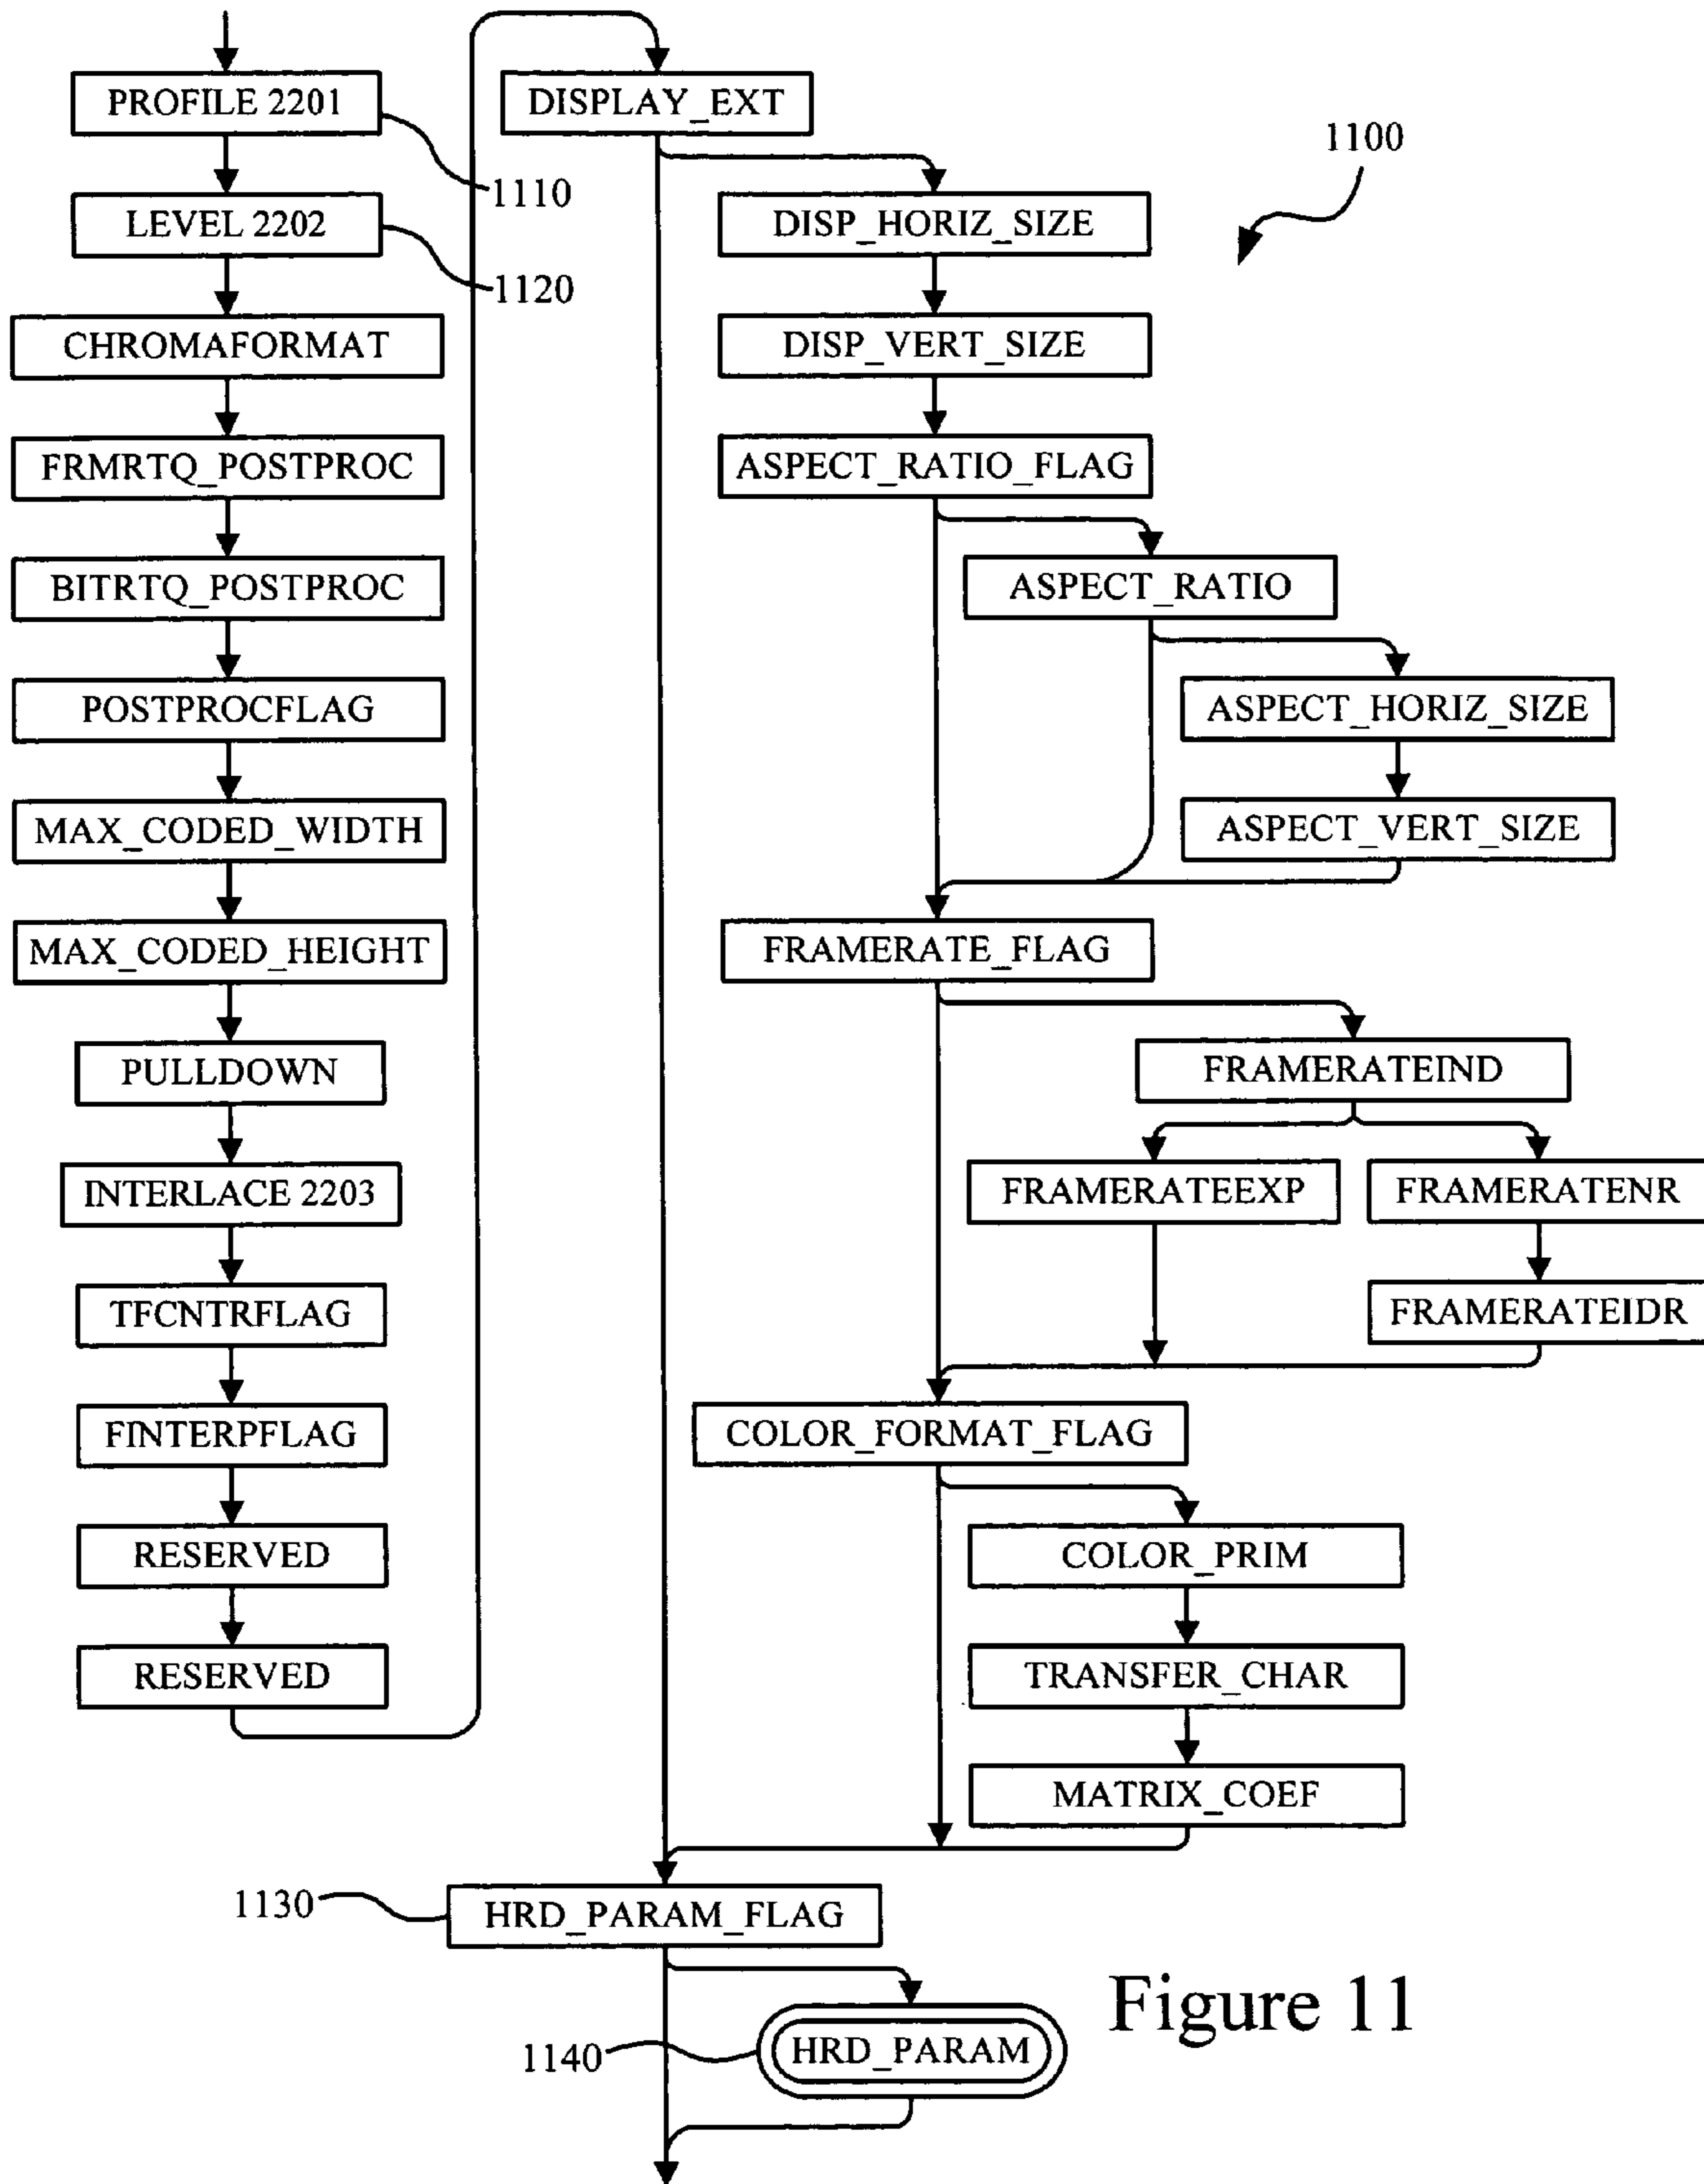 PROFILE 2201
1110
LEVEL 2202
1120
CHROMAFORMAT
FRMRTQ_POSTPROC
BITRTQ_POSTPROC
POSTPROCFLAG
MAX_CODED_WIDTH
MAX_CODED_HEIGHT
PULLDOWN
INTERLACE 2203
TFCNTRFLAG
FINTERPFLAG
RESERVED
RESERVED
DISPLAY_EXT
1100
DISP_HORIZ_SIZE
DISP_VERT_SIZE
ASPECT_RATIO_FLAG
ASPECT_RATIO
ASPECT_HORIZ_SIZE
ASPECT_VERT_SIZE
FRAMERATE_FLAG
FRAMERATEIND
FRAMERATEEXP
FRAMERATENR
FRAMERATEIDR
COLOR_FORMAT_FLAG
COLOR_PRIM
TRANSFER_CHAR
MATRIX_COEF
1130
HRD_PARAM_FLAG
1140
HRD_PARAM
Figure 11